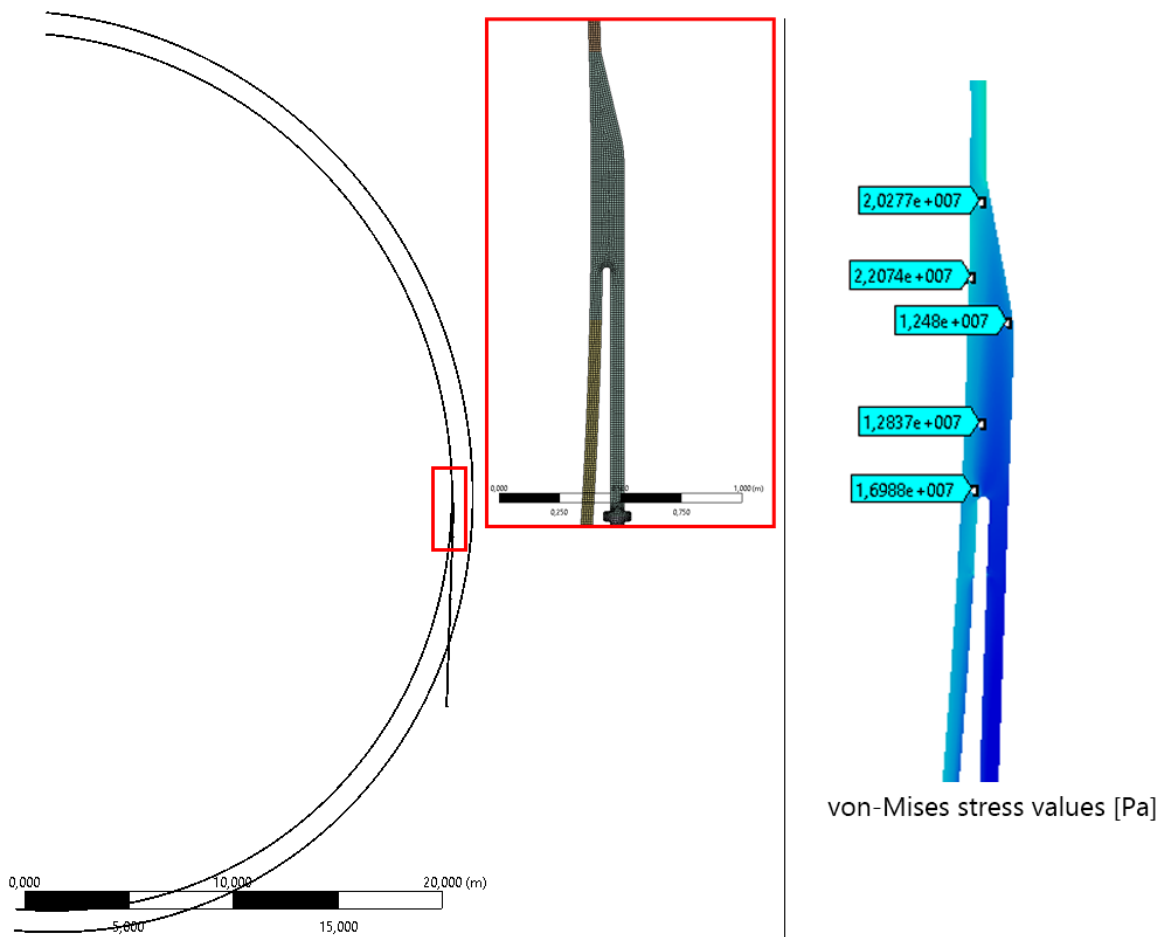 2,0277e+007
2,2074e+007
1,248e+007
1,2837e+007
1,6988e+007
0,000 1,000 (m)
0,250 0,750
von-Mises stress values [Pa]
0,000 10,000 20,000 (m)
5,000 15,000